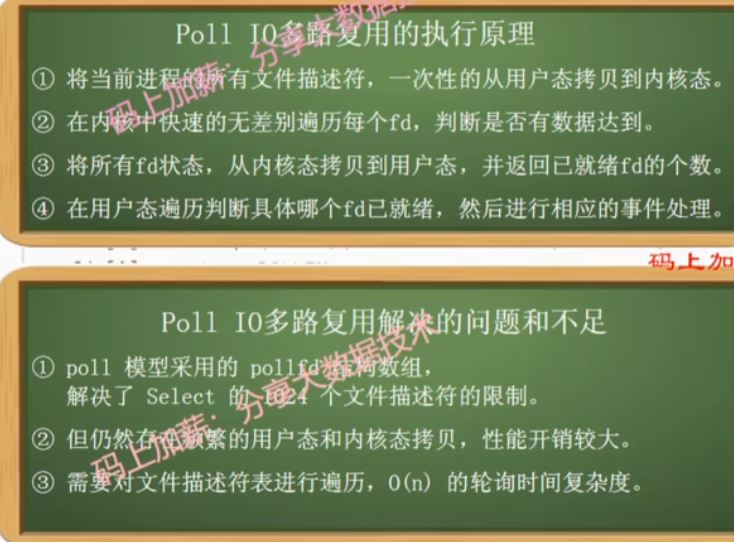 Poll IO多路复用的执行原理
① 将当前进程的所有文件描述符，一次性的从用户态拷贝到内核态。
② 在内核中快速的无差别遍历每个fd，判断是否有数据达到。
③ 将所有fd状态，从内核态拷贝到用户态，并返回已就绪fd的个数。
④ 在用户态遍历判断具体哪个fd已就绪，然后进行相应的事件处理。
码上加薪：分享大数据
码上加
Poll IO多路复用解决的问题和不足
① poll 模型采用的 pollfd 结构数组，
解决了 Select 的 1024 个文件描述符的限制。
② 但仍然存在频繁的用户态和内核态拷贝，性能开销较大。
③ 需要对文件描述符表进行遍历，O(n) 的轮询时间复杂度。
码上加薪：分享大数据技术